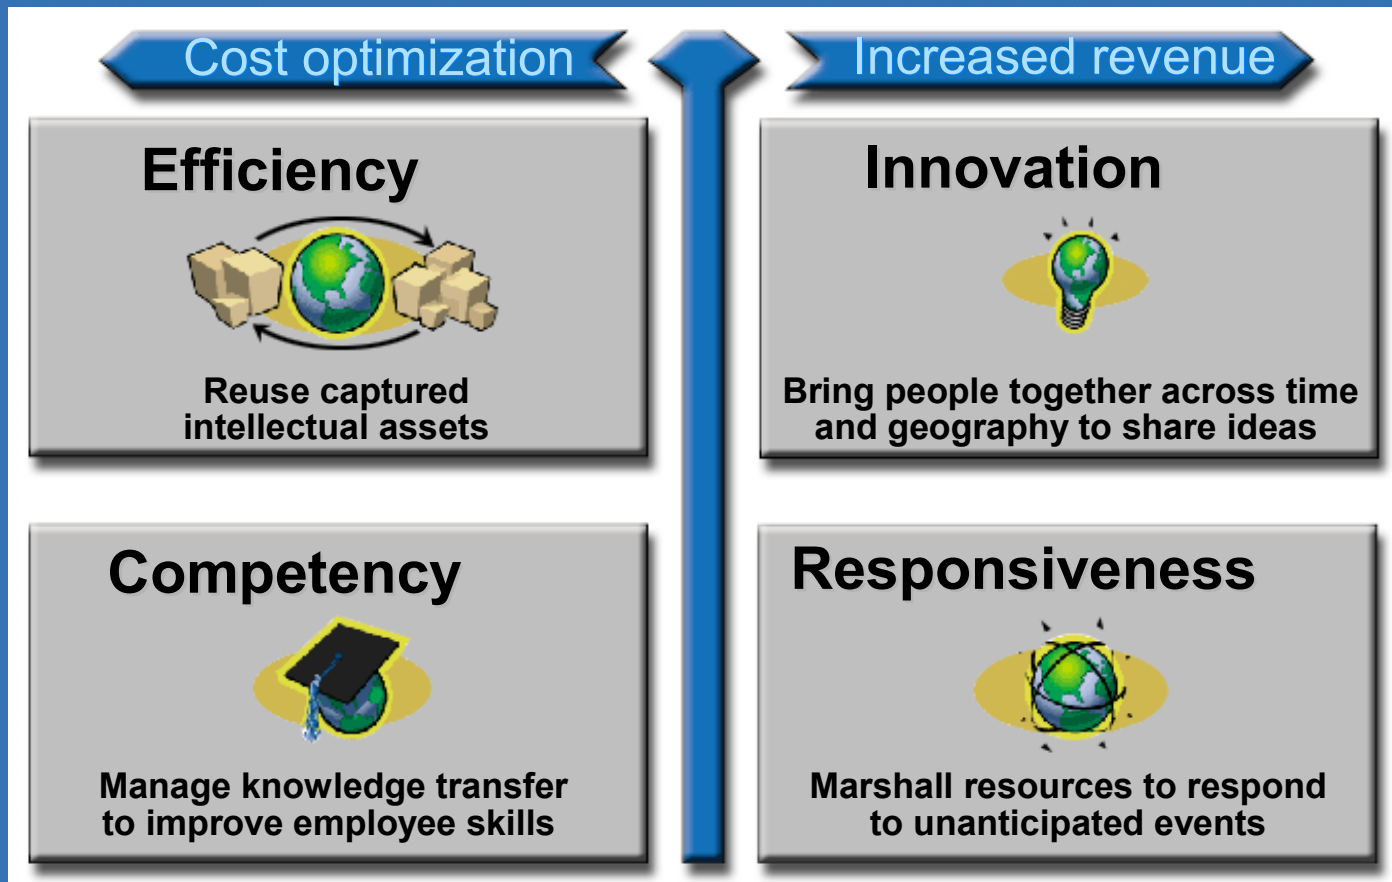 Cost optimization
Increased revenue
Efficiency
Reuse captured
intellectual assets
Innovation
Bring people together across time
and geography to share ideas
Competency
Manage knowledge transfer
to improve employee skills
Responsiveness
Marshall resources to respond
to unanticipated events